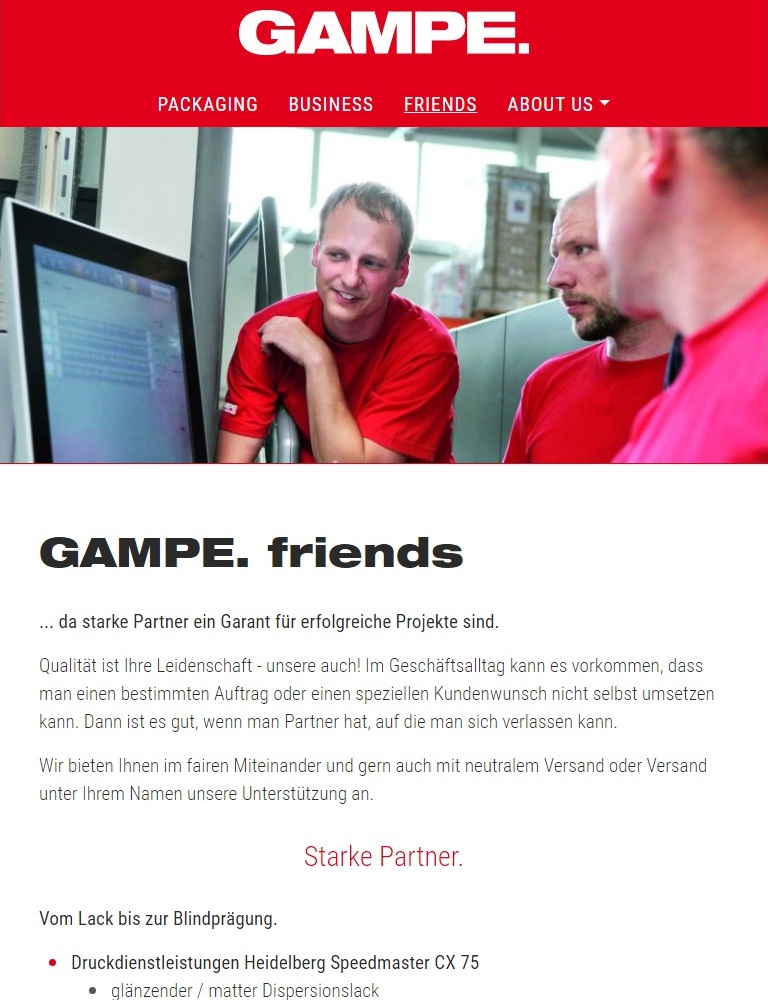 GAMPE.
PACKAGING BUSINESS FRIENDS ABOUT US
GAMPE. friends
... da starke Partner ein Garant für erfolgreiche Projekte sind.
Qualität ist Ihre Leidenschaft - unsere auch! Im Geschäftsalltag kann es vorkommen, dass
man einen bestimmten Auftrag oder einen speziellen Kundenwunsch nicht selbst umsetzen
kann. Dann ist es gut, wenn man Partner hat, auf die man sich verlassen kann.
Wir bieten Ihnen im fairen Miteinander und gern auch mit neutralem Versand oder Versand
unter Ihrem Namen unsere Unterstützung an.
Starke Partner.
Vom Lack bis zur Blindprägung.
Druckdienstleistungen Heidelberg Speedmaster CX 75
glänzender / matter Dispersionslack